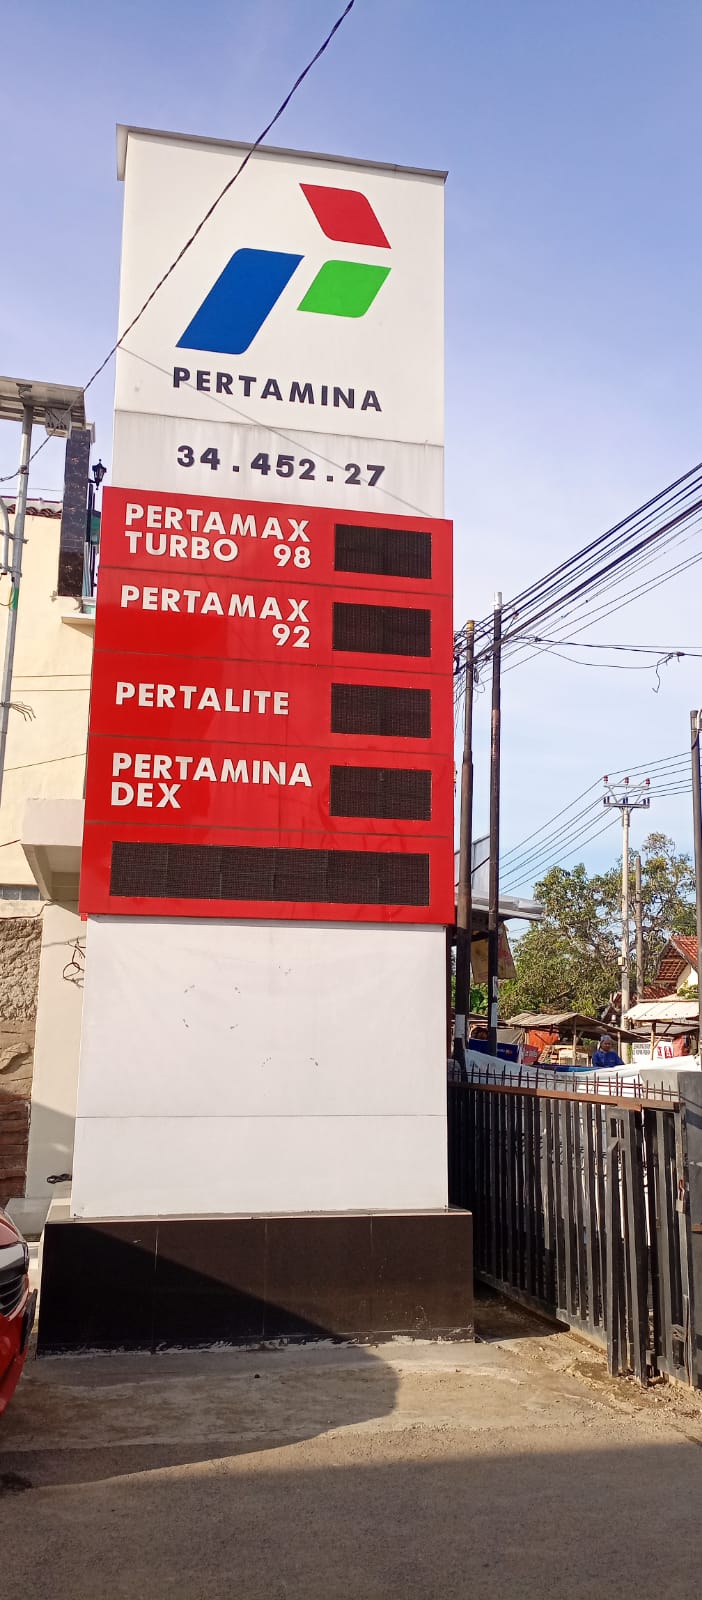 PERTAMINA
34.452.27
PERTAMAX
TURBO 98
PERTAMAX
92
PERTALITE
PERTAMINA
DEX